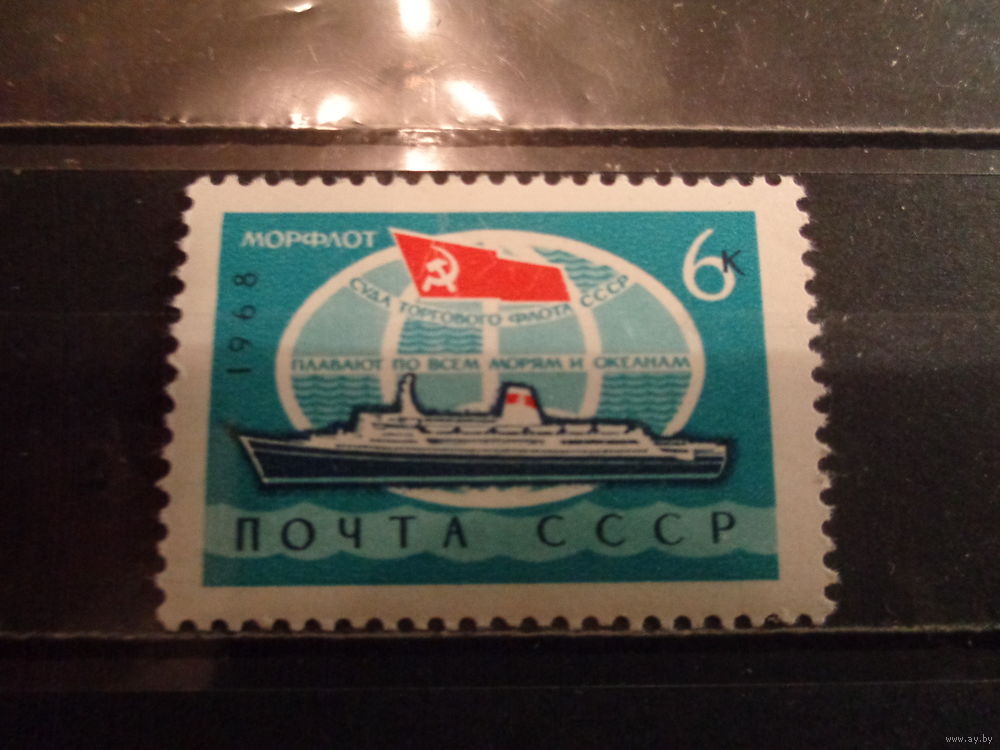 МОРФЛОТ
6к
1968
СУДА ТОРГОВОГО ФЛОТА СССР
ПЛАВАЮТ ПО ВСЕМ МОРЯМ И ОКЕАНАМ
ПОЧТА СССР
www.ay.by